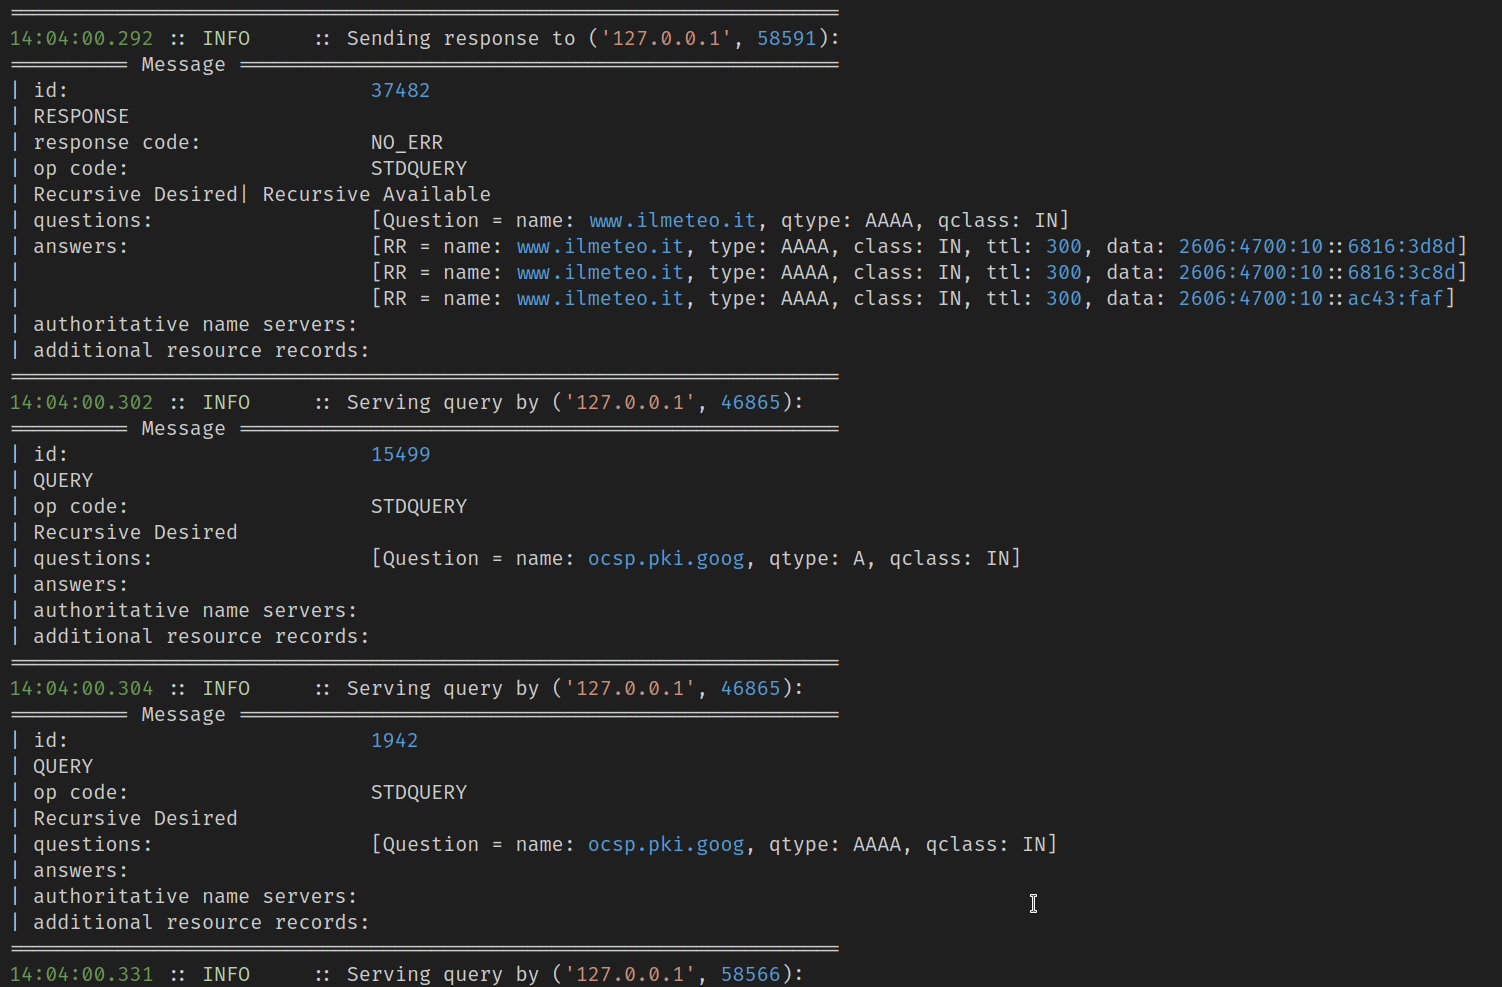 ══════════════════════════════════════════════════════════════════════
14:04:00.292 :: INFO     :: Sending response to ('127.0.0.1', 58591):
══════════ Message ═══════════════════════════════════════════════════
| id:                         37482
| RESPONSE
| response code:              NO_ERR
| op code:                    STDQUERY
| Recursive Desired| Recursive Available
| questions:                  [Question = name: www.ilmeteo.it, qtype: AAAA, qclass: IN]
| answers:                    [RR = name: www.ilmeteo.it, type: AAAA, class: IN, ttl: 300, data: 2606:4700:10::6816:3d8d]
|                             [RR = name: www.ilmeteo.it, type: AAAA, class: IN, ttl: 300, data: 2606:4700:10::6816:3c8d]
|                             [RR = name: www.ilmeteo.it, type: AAAA, class: IN, ttl: 300, data: 2606:4700:10::ac43:faf]
| authoritative name servers:
| additional resource records:
══════════════════════════════════════════════════════════════════════
14:04:00.302 :: INFO     :: Serving query by ('127.0.0.1', 46865):
══════════ Message ═══════════════════════════════════════════════════
| id:                         15499
| QUERY
| op code:                    STDQUERY
| Recursive Desired
| questions:                  [Question = name: ocsp.pki.goog, qtype: A, qclass: IN]
| answers:
| authoritative name servers:
| additional resource records:
══════════════════════════════════════════════════════════════════════
14:04:00.304 :: INFO     :: Serving query by ('127.0.0.1', 46865):
══════════ Message ═══════════════════════════════════════════════════
| id:                         1942
| QUERY
| op code:                    STDQUERY
| Recursive Desired
| questions:                  [Question = name: ocsp.pki.goog, qtype: AAAA, qclass: IN]
| answers:
| authoritative name servers:
| additional resource records:
══════════════════════════════════════════════════════════════════════
14:04:00.331 :: INFO     :: Serving query by ('127.0.0.1', 58566):